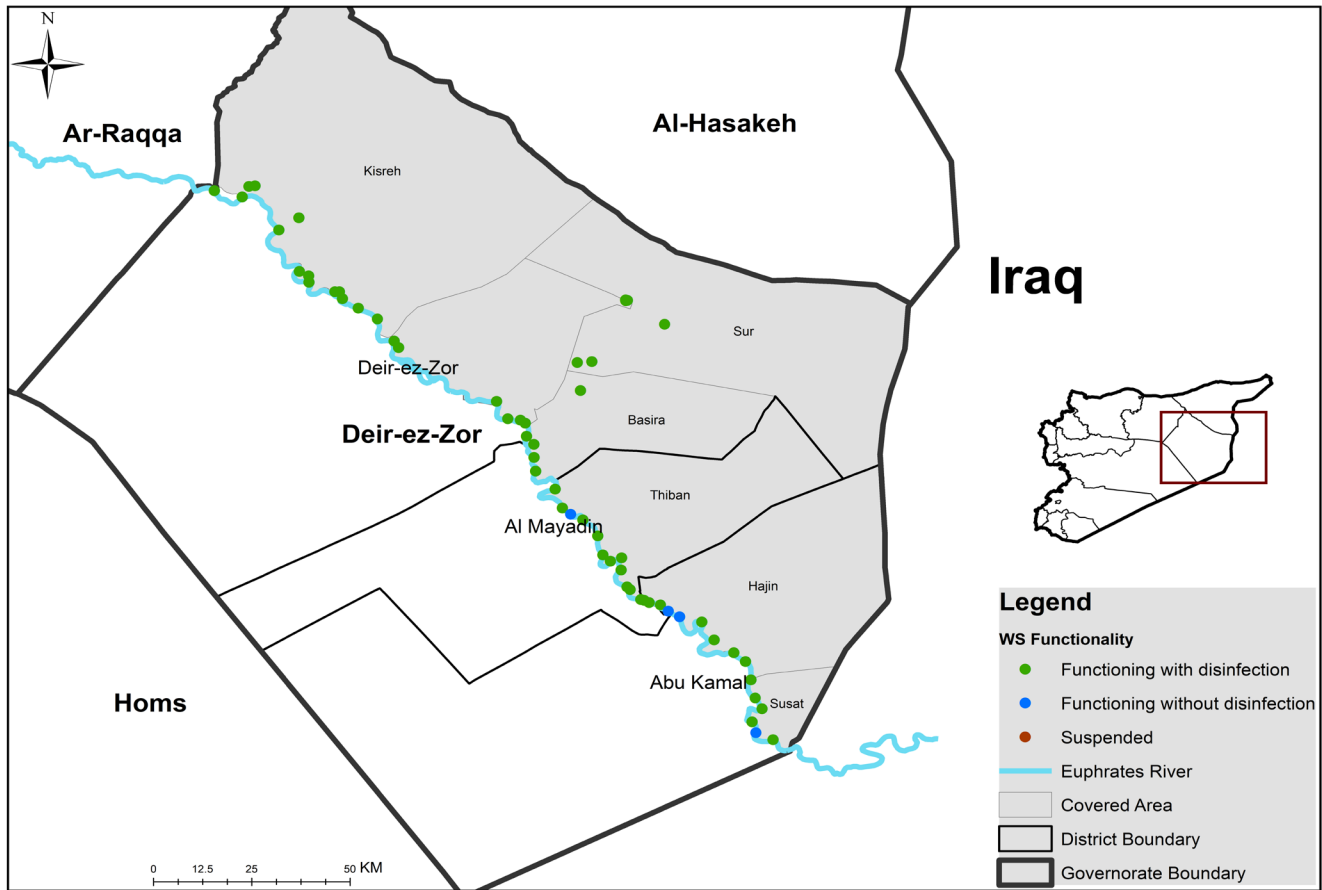 N
Ar-Raqqa
Al-Hasakeh
Kisreh
Iraq
Sur
Deir-ez-Zor
Basira
Deir-ez-Zor
Thiban
Al Mayadin
Hajin
Abu Kamal
Susat
Homs
Legend
WS Functionality
Functioning with disinfection
Functioning without disinfection
Suspended
Euphrates River
Covered Area
District Boundary
Governorate Boundary
0 12.5 25 50 KM